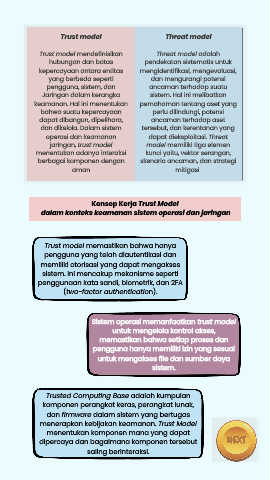 Trust model
Trust model mendefinisikan
hubungan dan batas
kepercayaan antara entitas
yang berbeda seperti
pengguna, sistem, dan
Jaringan dalam kerangka
keamanan. Hal ini menentukan
bahwa suatu kepercayaan
dapat dibangun, dipelihara,
dan dikelola. Dalam sistem
operasi dan keamanan
jaringan, trust model
menentukan adanya interaksi
berbagai komponen dengan
aman
Threat model
Threat model adalah
pendekatan sistematis untuk
mengidentifikasi, mengevaluasi,
dan mengurangi potensi
ancaman terhadap suatu
sistem. Hal ini melibatkan
pemahaman tentang aset yang
perlu dilindungi, potensi
ancaman terhadap aset
tersebut, dan kerentanan yang
dapat dieksploitasi. Threat
model memiliki tiga elemen
kunci yaitu, vektor serangan,
skenario ancaman, dan strategi
mitigasi
Konsep Kerja Trust Model
dalam konteks keamanan sistem operasi dan jaringan
Trust model memastikan bahwa hanya
pengguna yang telah diautentikasi dan
memiliki otorisasi yang dapat mengakses
sistem. Ini mencakup mekanisme seperti
penggunaan kata sandi, biometrik, dan 2FA
(two-factor authentication).
Sistem operasi memanfaatkan trust model
untuk mengelola kontrol akses,
memastikan bahwa setiap proses dan
pengguna hanya memiliki izin yang sesuai
untuk mengakses file dan sumber daya
sistem.
Trusted Computing Base adalah kumpulan
komponen perangkat keras, perangkat lunak,
dan firmware dalam sistem yang bertugas
menerapkan kebijakan keamanan. Trust Model
menentukan komponen mana yang dapat
dipercaya dan bagaimana komponen tersebut
saling berinteraksi.
NEXT